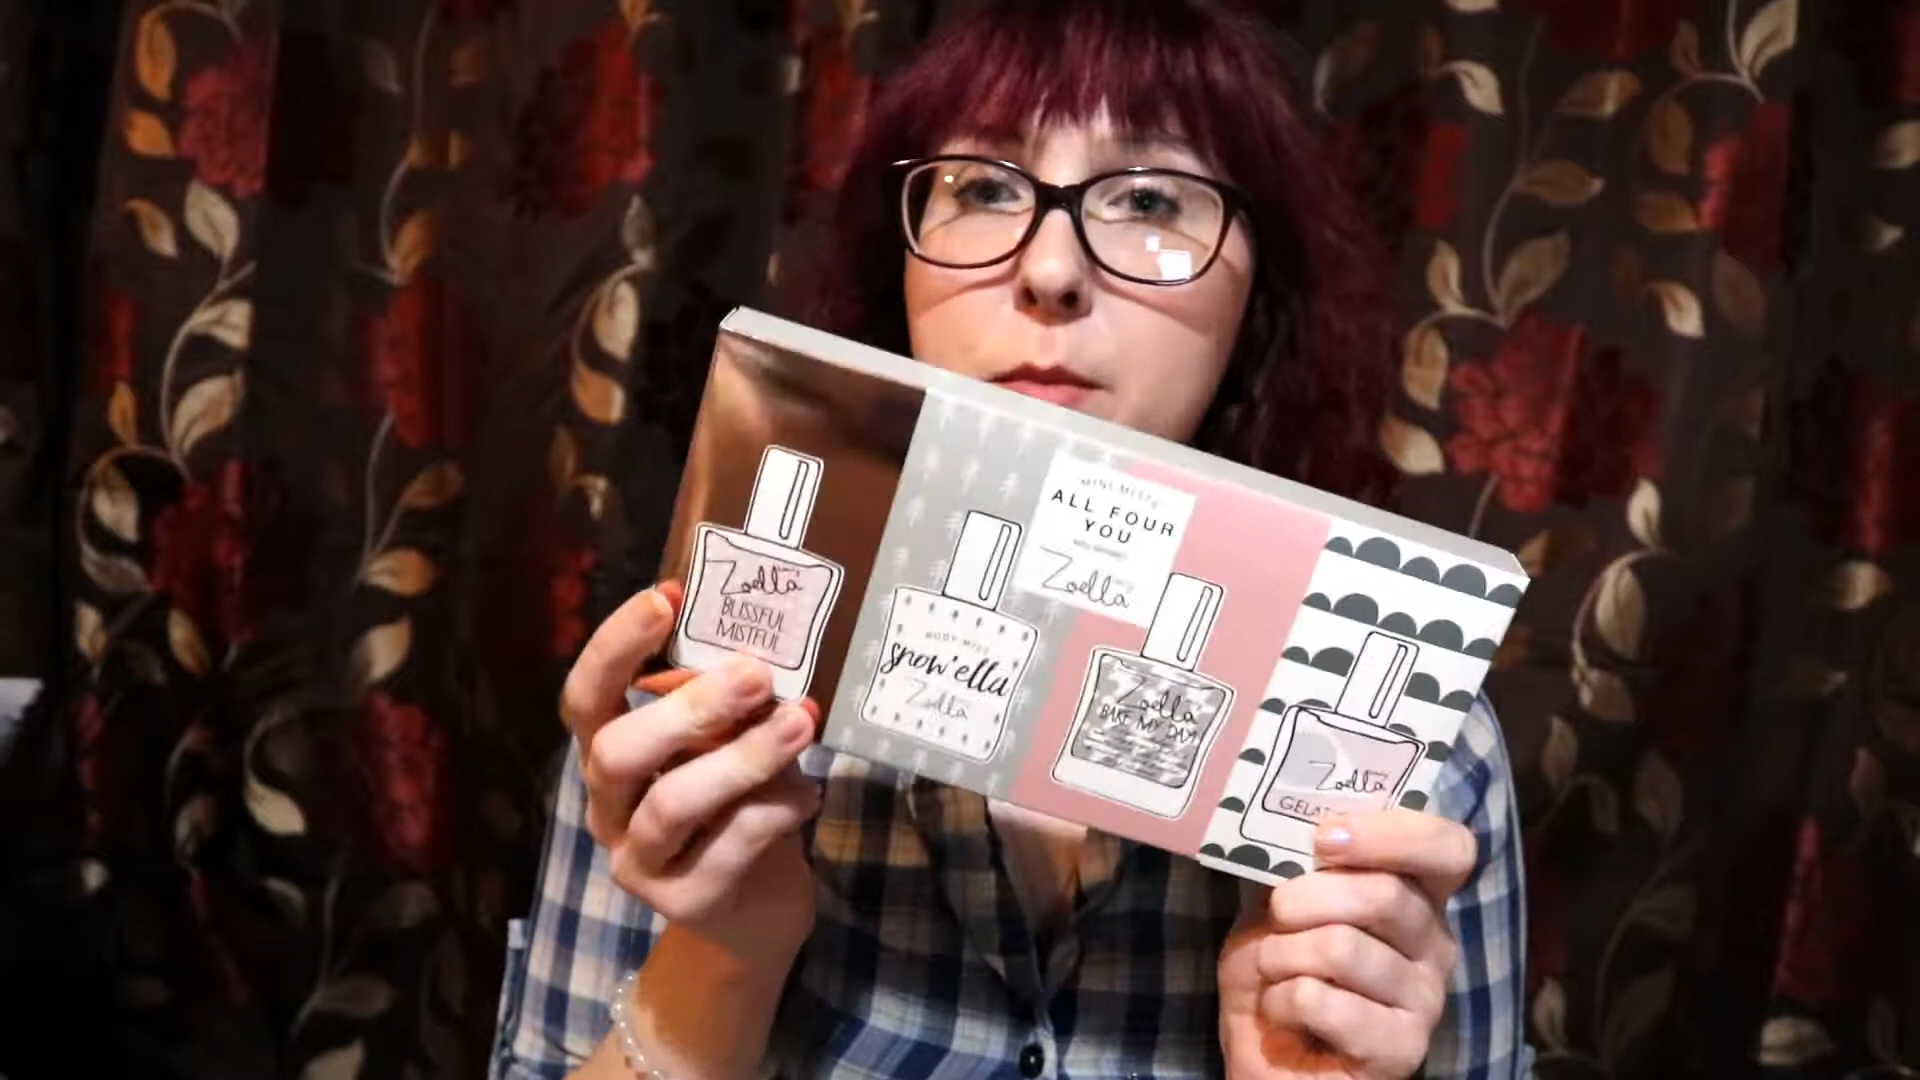 Zoella
BLISSFUL
MISTFUL
BODY MIST
snow'ella
Zoella
MINI MISTS
ALL FOUR
YOU
Zoella
Zoella
BAKE MY DAY
Zoella